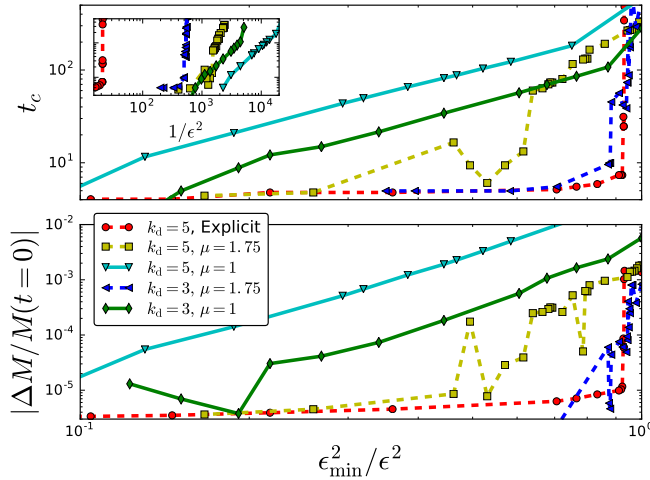 t_c
10^2
10^1
10^2 10^3 10^4
1/ϵ^2
|ΔM/M(t=0)|
10^-2
10^-3
10^-4
10^-5
k_d=5, Explicit
k_d=5, μ=1.75
k_d=5, μ=1
k_d=3, μ=1.75
k_d=3, μ=1
10^-1 10^0
ϵ^2_min/ϵ^2